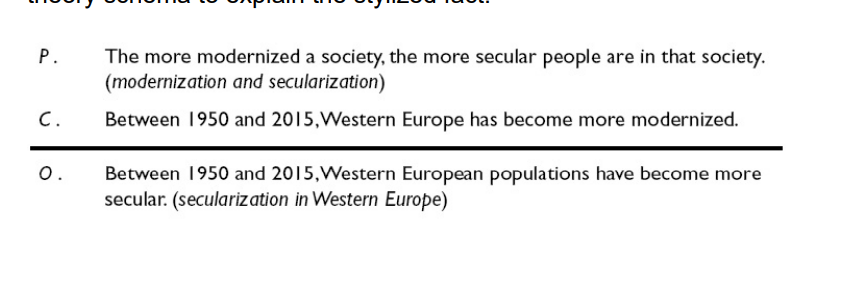 theory schema to explain the stylized fact.
P. The more modernized a society, the more secular people are in that society.
(modernization and secularization)
C. Between 1950 and 2015,Western Europe has become more modernized.
O. Between 1950 and 2015,Western European populations have become more
secular. (secularization in Western Europe)